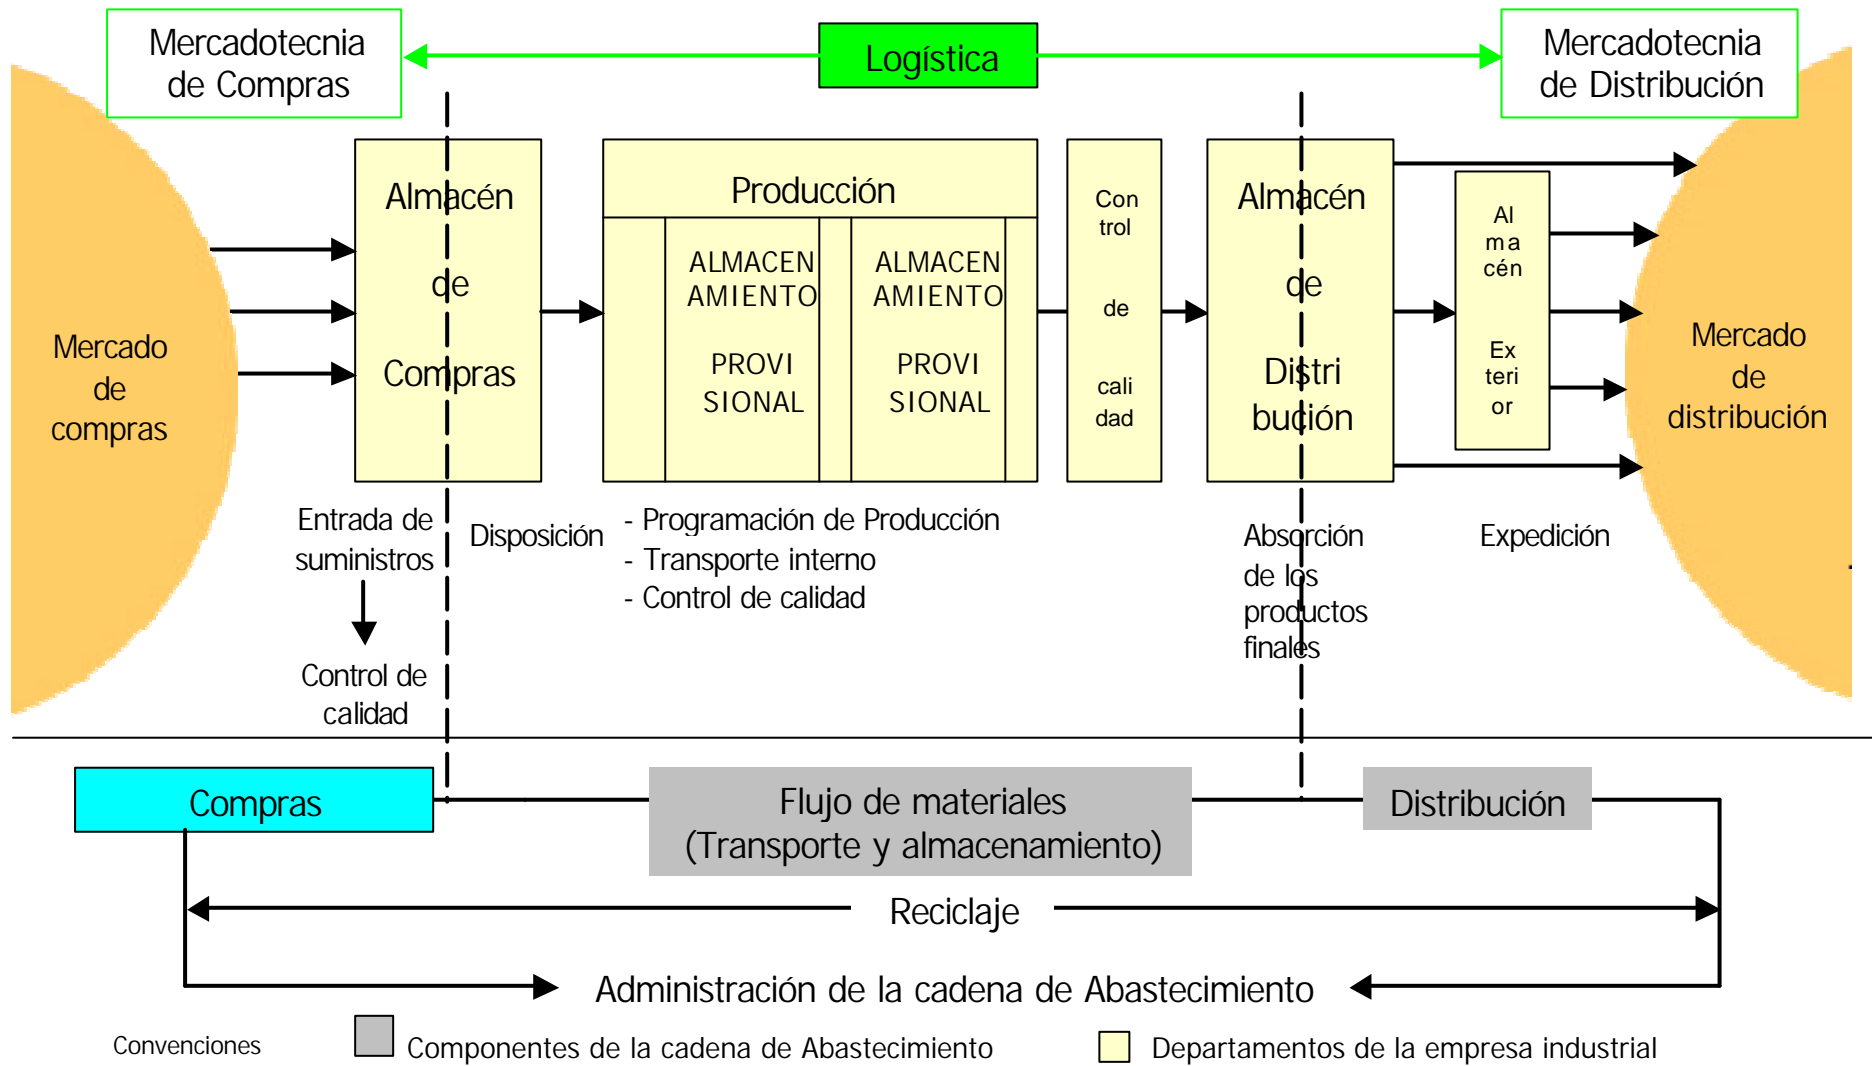 Mercadotecnia
de Compras
Logística
Mercadotecnia
de Distribución
Mercado
de
compras
Almacén
de
Compras
Producción
ALMACEN
AMIENTO
PROVI
SIONAL
ALMACEN
AMIENTO
PROVI
SIONAL
Con
trol
de
cali
dad
Almacén
de
Distri
bución
Al
ma
cén
Ex
teri
or
Mercado
de
distribución
Entrada de
suministros
Control de
calidad
Disposición
- Programación de Producción
- Transporte interno
- Control de calidad
Absorción
de los
productos
finales
Expedición
Compras
Flujo de materiales
(Transporte y almacenamiento)
Distribución
Reciclaje
Administración de la cadena de Abastecimiento
Convenciones
Componentes de la cadena de Abastecimiento
Departamentos de la empresa industrial